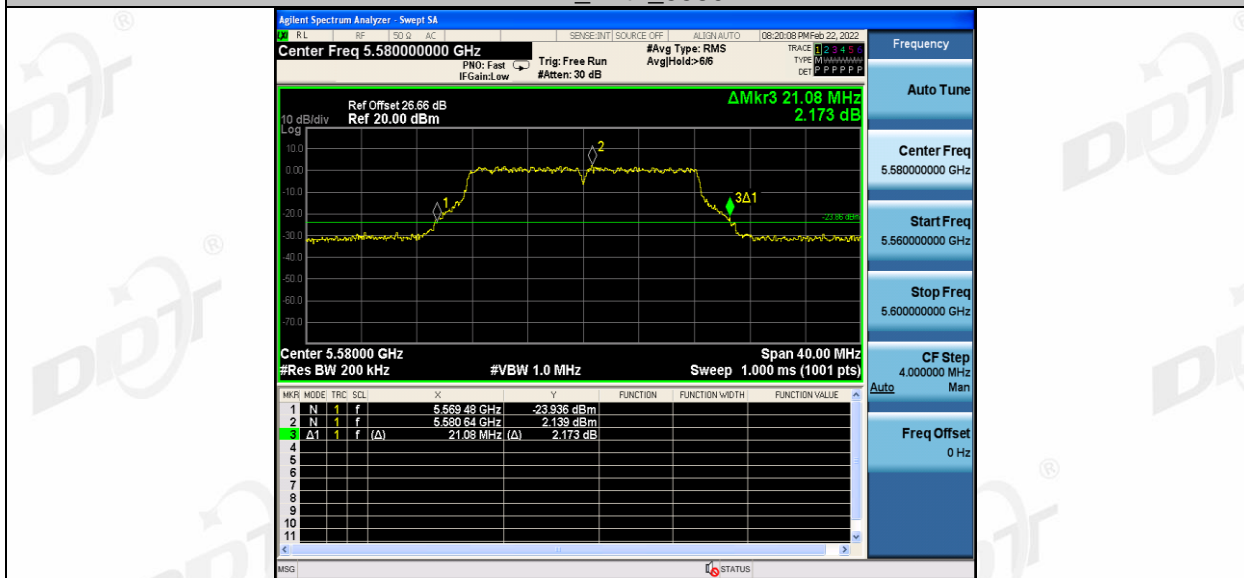 Agilent Spectrum Analyzer - Swept SA
RL RF 50 Ω AC SENSE:INT SOURCE OFF ALIGN AUTO 08:20:08 PM Feb 22, 2022
Center Freq 5.580000000 GHz
PNO: Fast
IFGain:Low
Trig: Free Run
#Atten: 30 dB
#Avg Type: RMS
Avg|Hold:>6/6
TRACE 1 2 3 4 5 6
TYPE M WWWWW
DET P P P P P P
ΔMkr3 21.08 MHz
2.173 dB
Ref Offset 26.66 dB
10 dB/div Ref 20.00 dBm
Log
10.0
0.00
-10.0
-20.0
-30.0
-40.0
-50.0
-60.0
-70.0
1
2
3Δ1
-23.86 dBm
Center 5.58000 GHz Span 40.00 MHz
#Res BW 200 kHz #VBW 1.0 MHz Sweep 1.000 ms (1001 pts)
MKR MODE TRC SCL X Y FUNCTION FUNCTION WIDTH FUNCTION VALUE
1 N 1 f 5.569 48 GHz -23.936 dBm
2 N 1 f 5.580 64 GHz 2.139 dBm
3 Δ1 1 f (Δ) 21.08 MHz (Δ) 2.173 dB
4
5
6
7
8
9
10
11
MSG STATUS
Frequency
Auto Tune
Center Freq
5.580000000 GHz
Start Freq
5.560000000 GHz
Stop Freq
5.600000000 GHz
CF Step
4.000000 MHz
Auto Man
Freq Offset
0 Hz
DDT
®